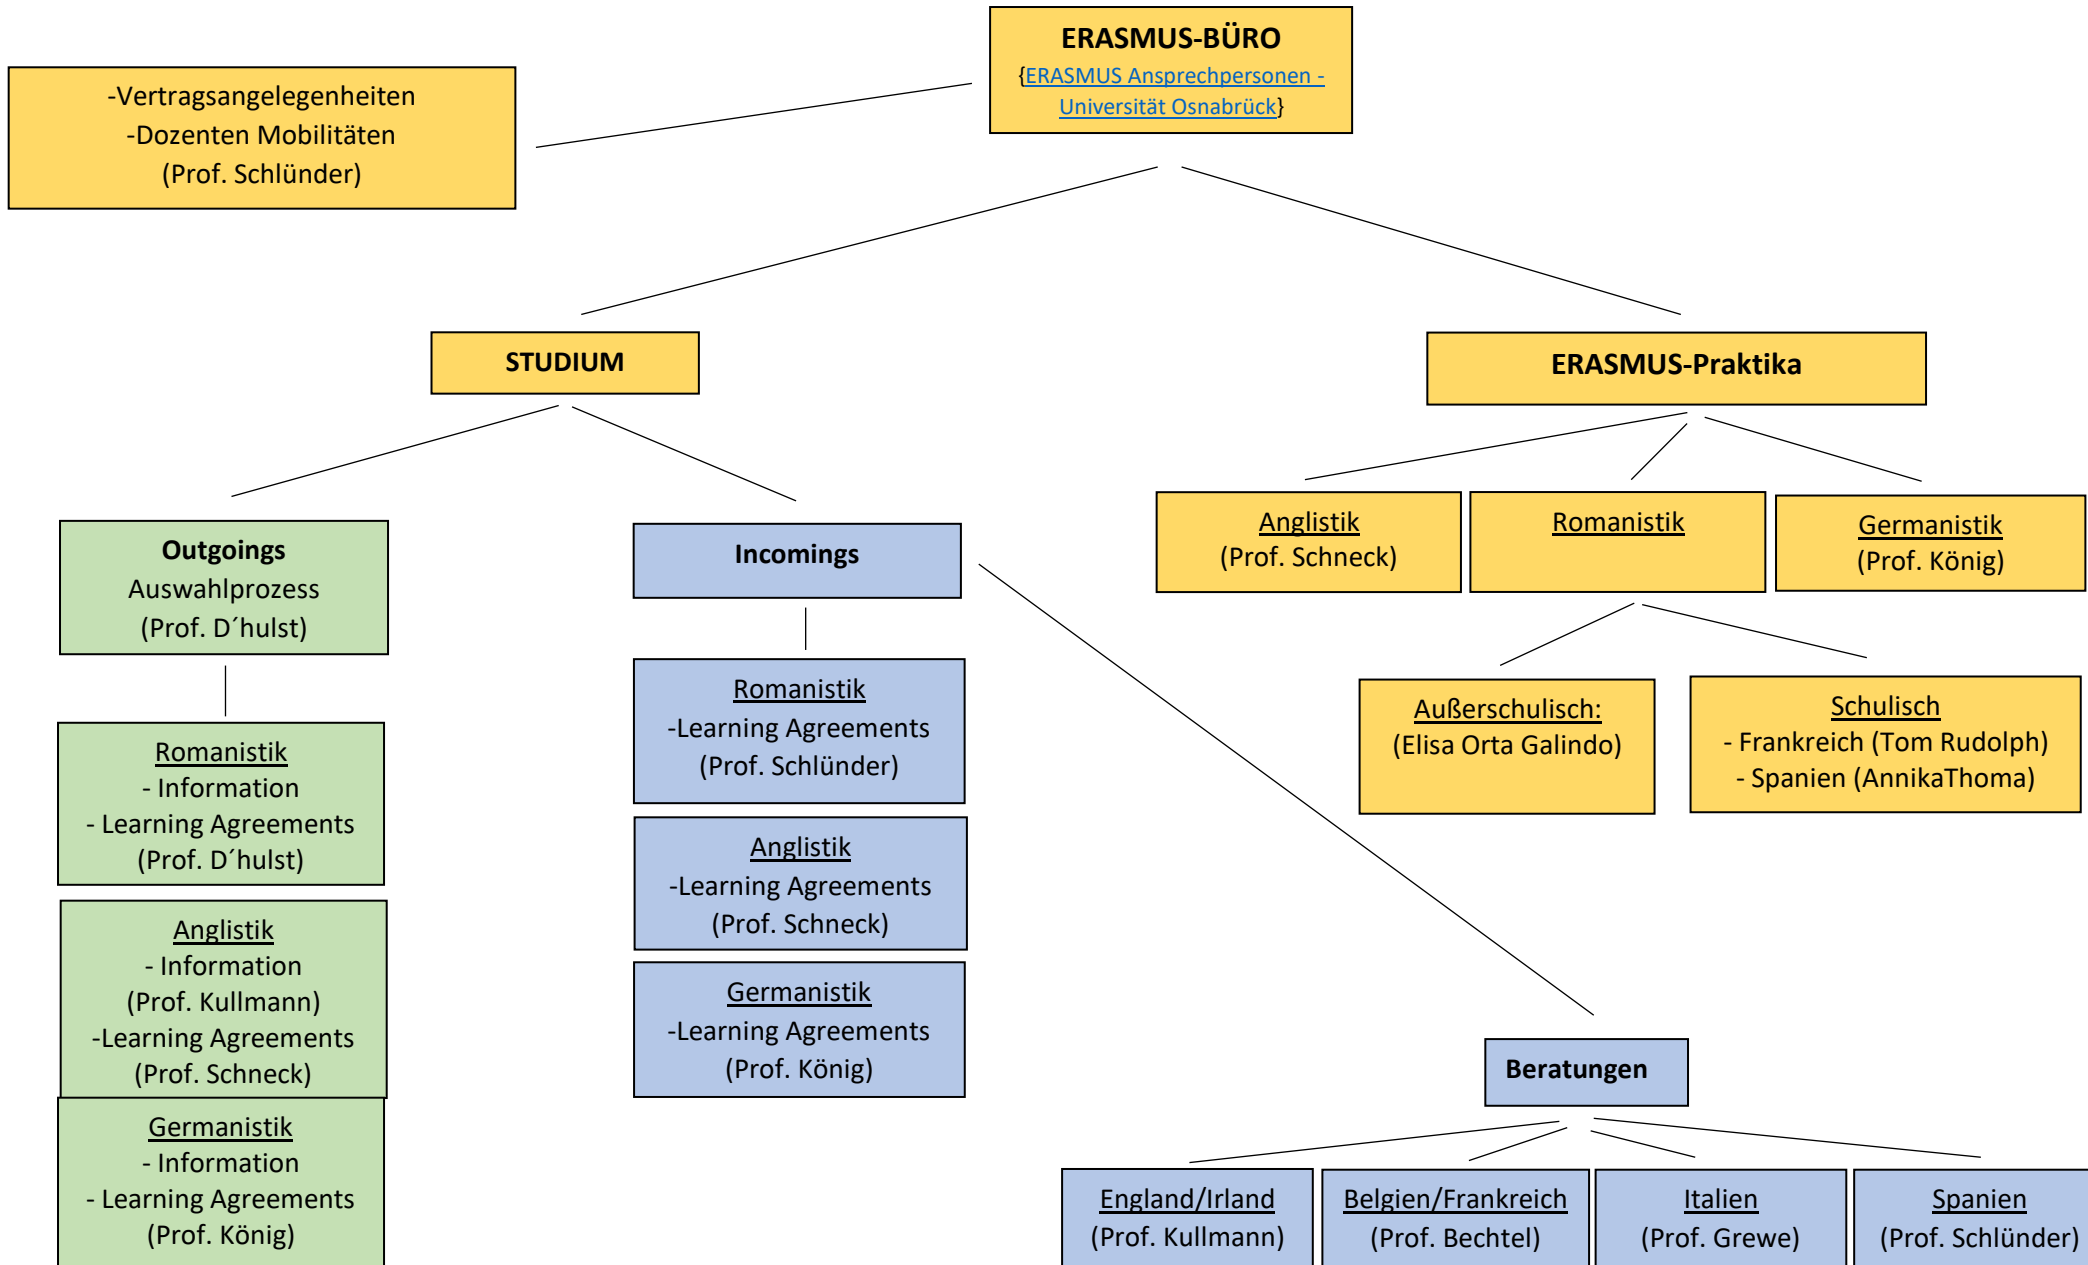 ERASMUS-BÜRO
{ERASMUS Ansprechpersonen -
Universität Osnabrück}
-Vertragsangelegenheiten
-Dozenten Mobilitäten
(Prof. Schlünder)
STUDIUM
ERASMUS-Praktika
Outgoings
Auswahlprozess
(Prof. D´hulst)
Romanistik
- Information
- Learning Agreements
(Prof. D´hulst)
Anglistik
- Information
(Prof. Kullmann)
-Learning Agreements
(Prof. Schneck)
Germanistik
- Information
- Learning Agreements
(Prof. König)
Incomings
Romanistik
-Learning Agreements
(Prof. Schlünder)
Anglistik
-Learning Agreements
(Prof. Schneck)
Germanistik
-Learning Agreements
(Prof. König)
Anglistik
(Prof. Schneck)
Romanistik
Germanistik
(Prof. König)
Außerschulisch:
(Elisa Orta Galindo)
Schulisch
- Frankreich (Tom Rudolph)
- Spanien (AnnikaThoma)
Beratungen
England/Irland
(Prof. Kullmann)
Belgien/Frankreich
(Prof. Bechtel)
Italien
(Prof. Grewe)
Spanien
(Prof. Schlünder)